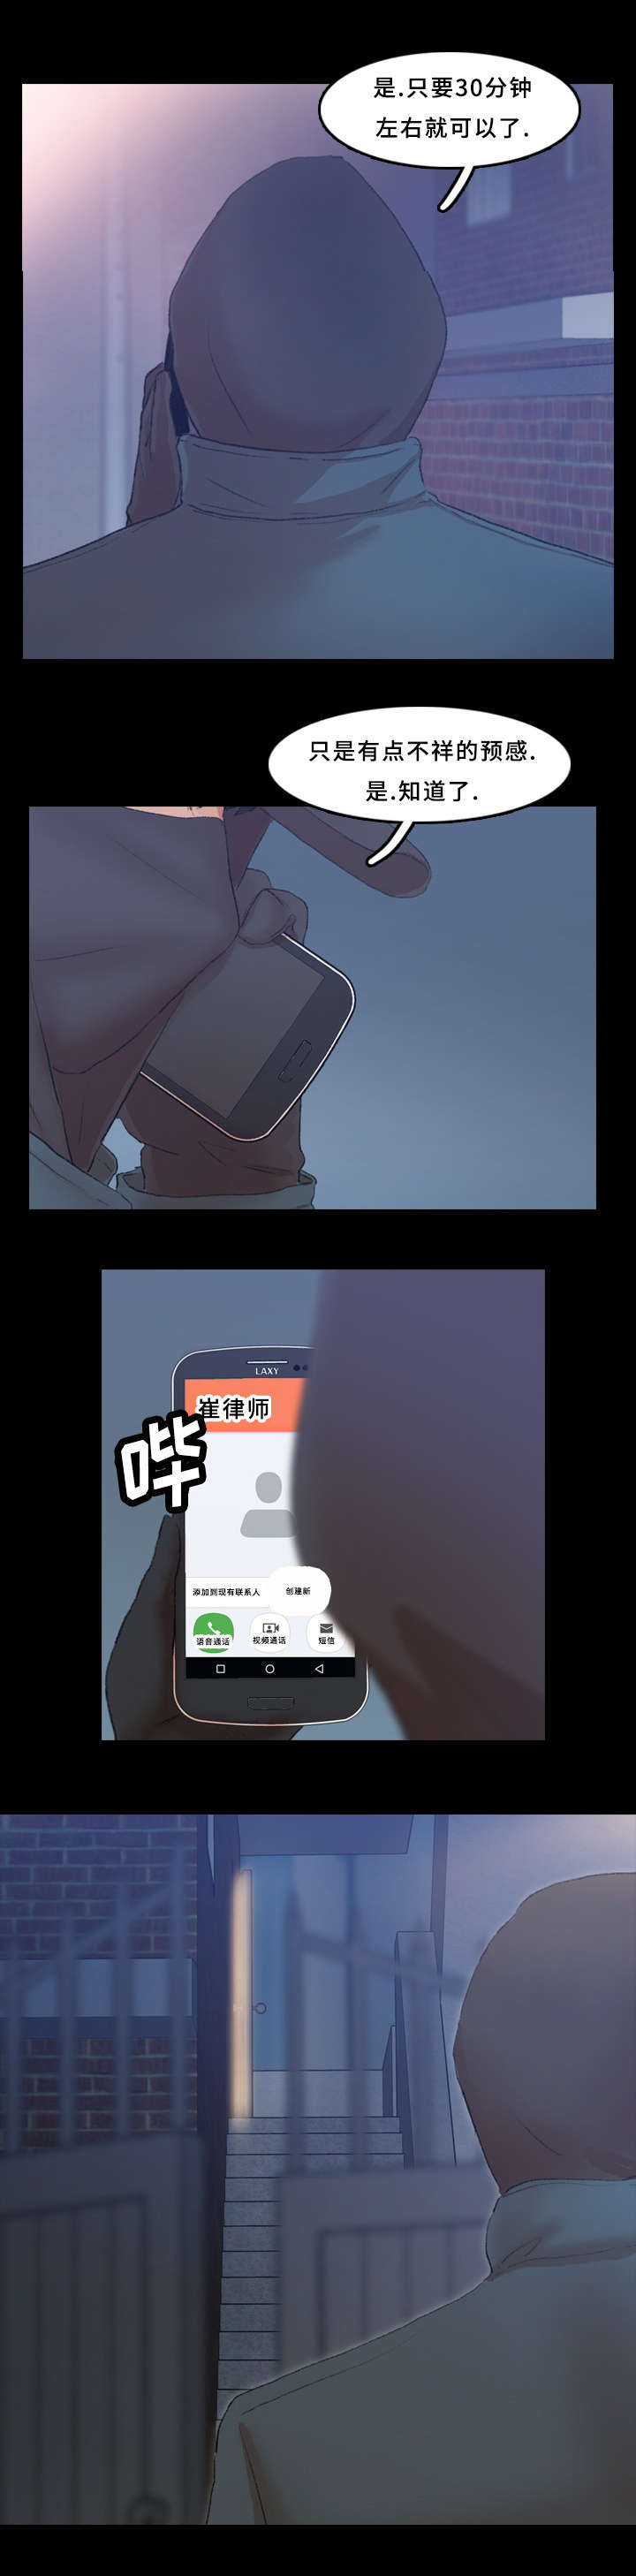 是.只要30分钟
左右就可以了.
只是有点不祥的预感.
是.知道了.
LAXY
崔律师
哔
添加到现有联系人
创建新
语音通话
视频通话
短信